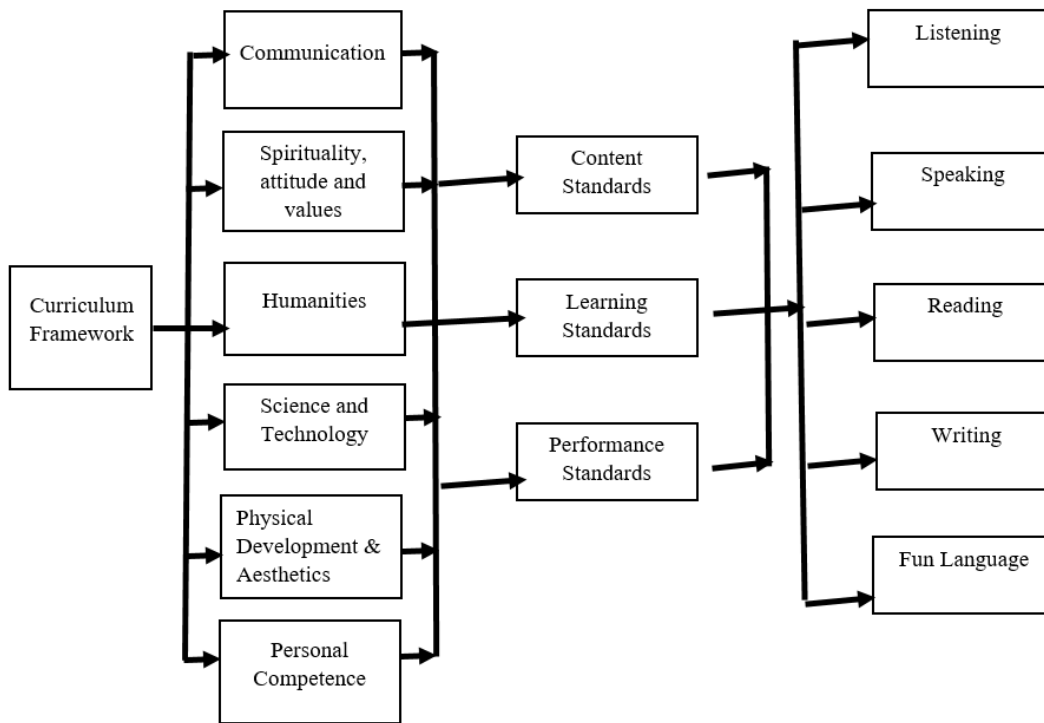 Curriculum
Framework
Communication
Spirituality,
attitude and
values
Humanities
Science and
Technology
Physical
Development &
Aesthetics
Personal
Competence
Content
Standards
Learning
Standards
Performance
Standards
Listening
Speaking
Reading
Writing
Fun Language